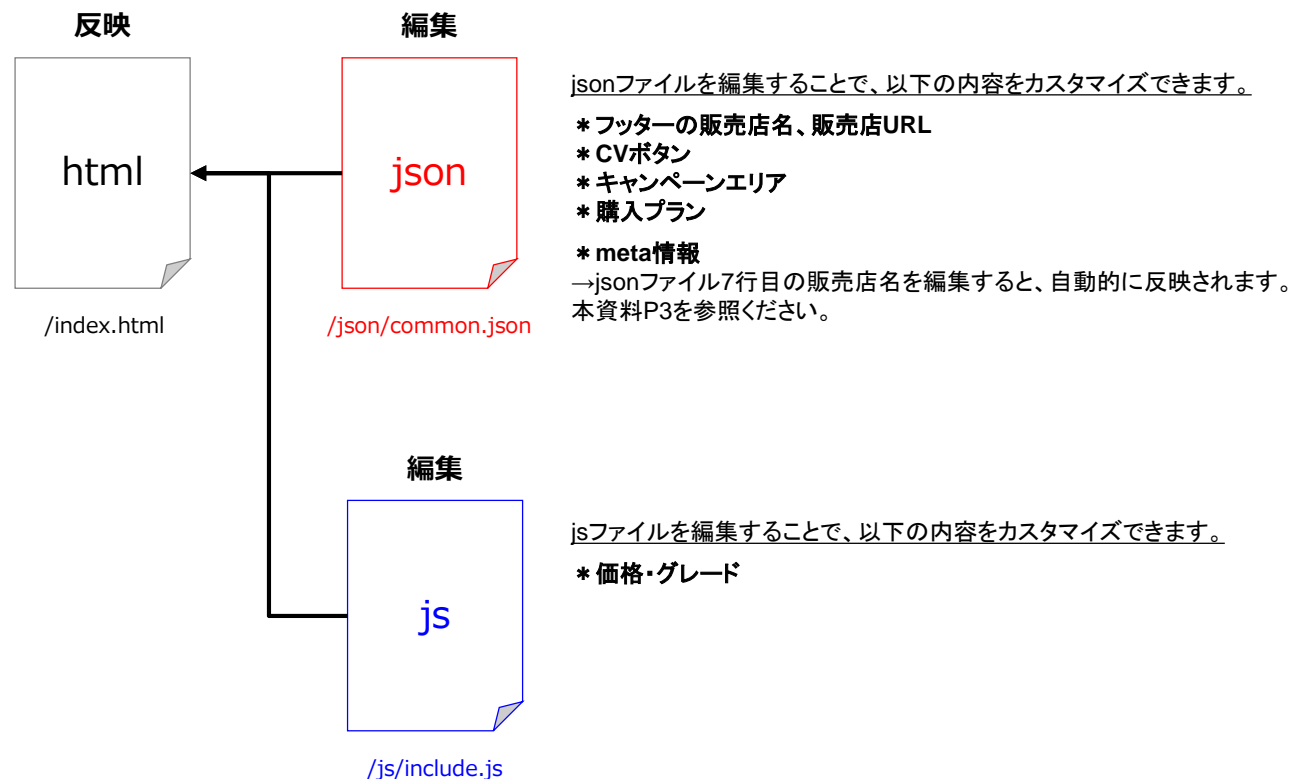 反映
編集
html
json
/index.html
/json/common.json
jsonファイルを編集することで、以下の内容をカスタマイズできます。
＊フッターの販売店名、販売店URL
＊CVボタン
＊キャンペーンエリア
＊購入プラン
＊meta情報
→jsonファイル7行目の販売店名を編集すると、自動的に反映されます。
本資料P3を参照ください。
編集
js
/js/include.js
jsファイルを編集することで、以下の内容をカスタマイズできます。
＊価格・グレード